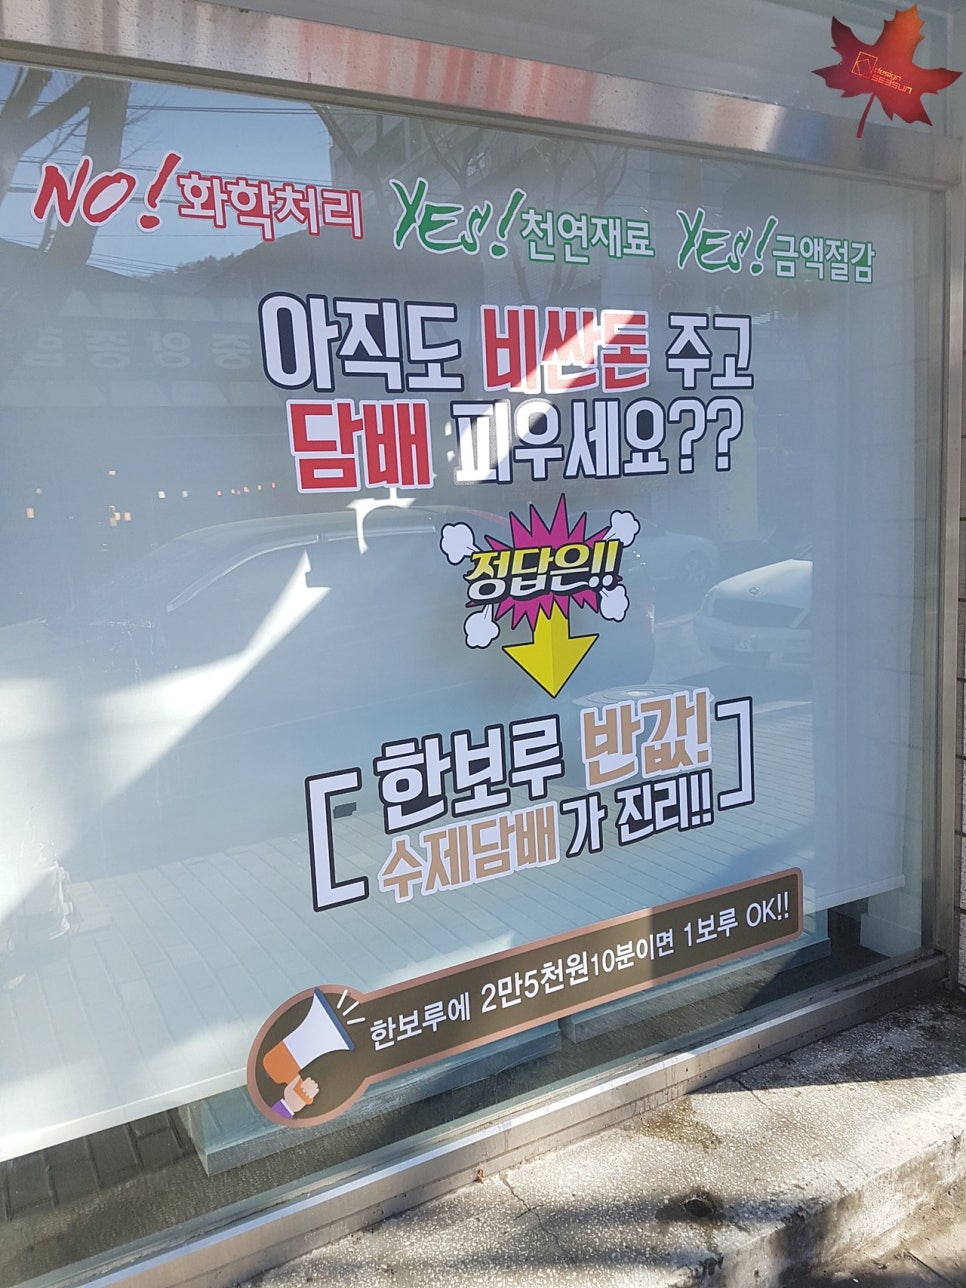 design
SEBSUN
NO! 화학처리 YES! 천연재료 YES! 금액절감
아직도 비싼돈 주고
담배 피우세요??
정답은!!
[한보루 반값!
수제담배가 진리!!]
한보루에 2만5천원10분이면 1보루 OK!!